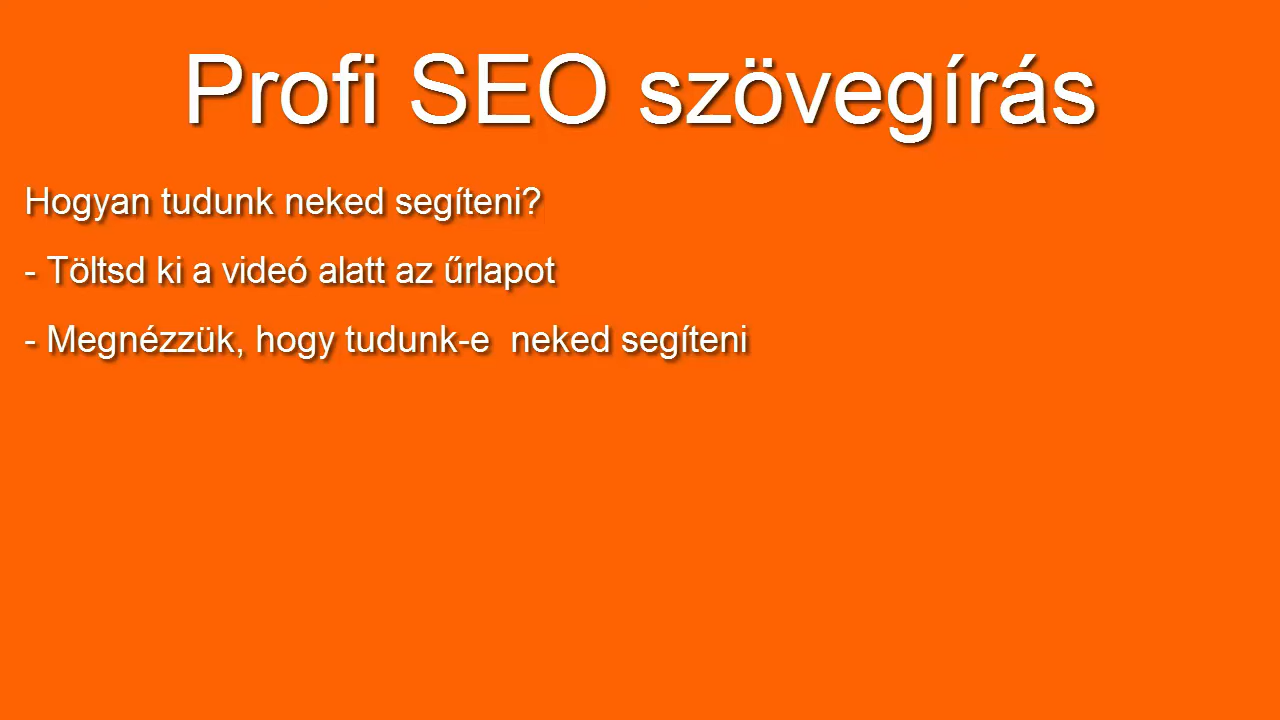 Profi SEO szövegírás
Hogyan tudunk neked segíteni?
- Töltsd ki a videó alatt az űrlapot
- Megnézzük, hogy tudunk-e  neked segíteni